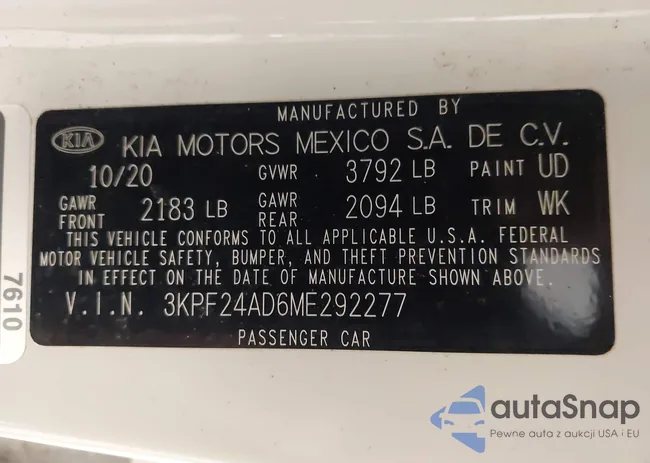 MANUFACTURED BY
KIA KIA MOTORS MEXICO S.A. DE C.V.
10/20 GVWR 3792 LB PAINT UD
GAWR FRONT 2183 LB GAWR REAR 2094 LB TRIM WK
THIS VEHICLE CONFORMS TO ALL APPLICABLE U.S.A. FEDERAL
MOTOR VEHICLE SAFETY, BUMPER, AND THEFT PREVENTION STANDARDS
IN EFFECT ON THE DATE OF MANUFACTURE SHOWN ABOVE.
V.I.N. 3KPF24AD6ME292277
PASSENGER CAR
7610
autaSnap
Pewne auta z aukcji USA i EU